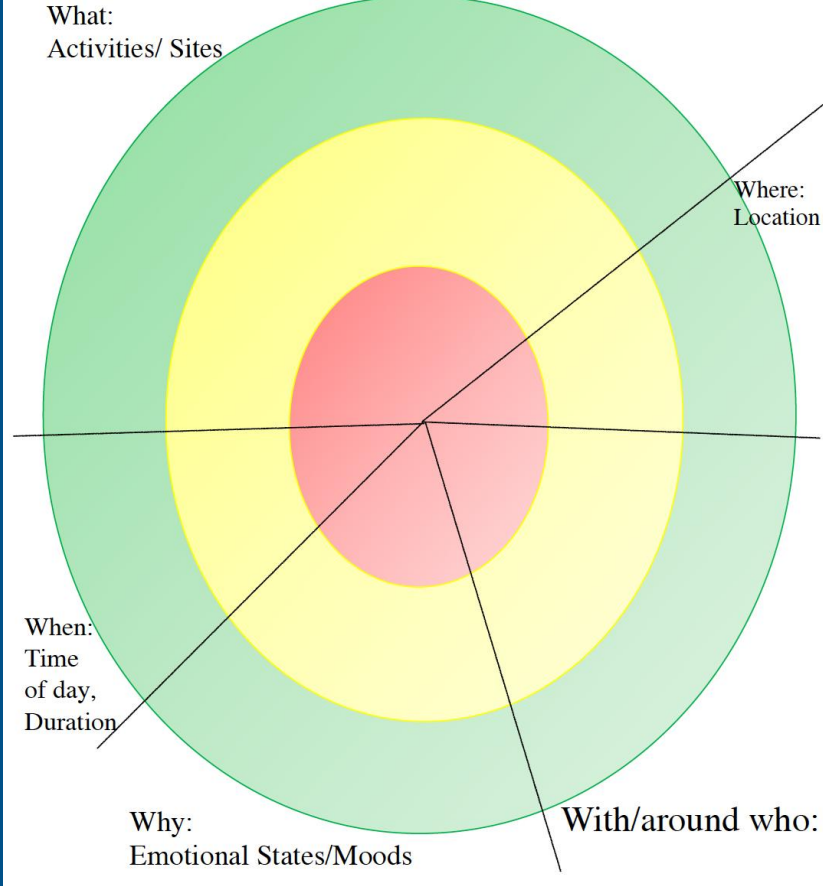 What:
Activities/ Sites
Where:
Location
When:
Time
of day,
Duration
Why:
Emotional States/Moods
With/around who: